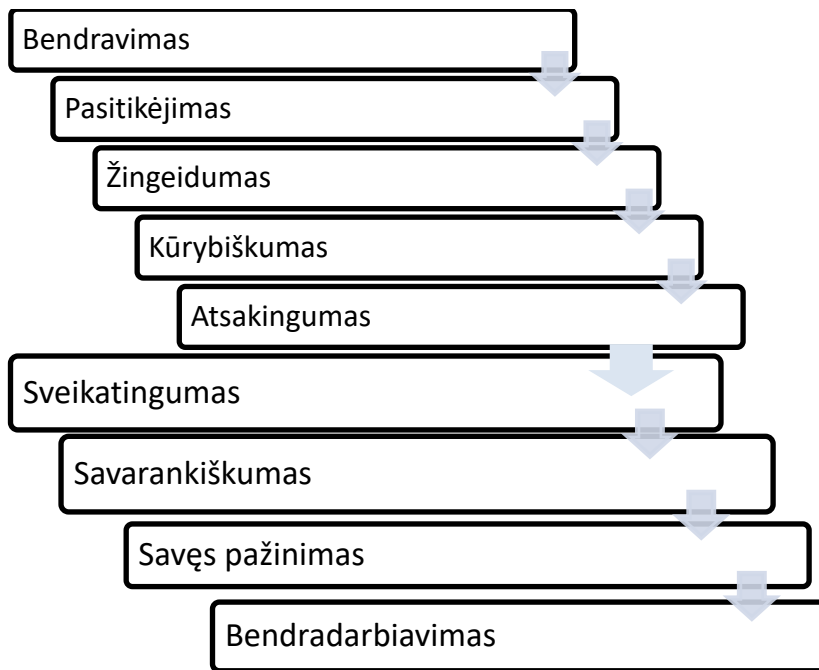 Bendravimas
Pasitikėjimas
Žingeidumas
Kūrybiškumas
Atsakingumas
Sveikatingumas
Savarankiškumas
Savęs pažinimas
Bendradarbiavimas